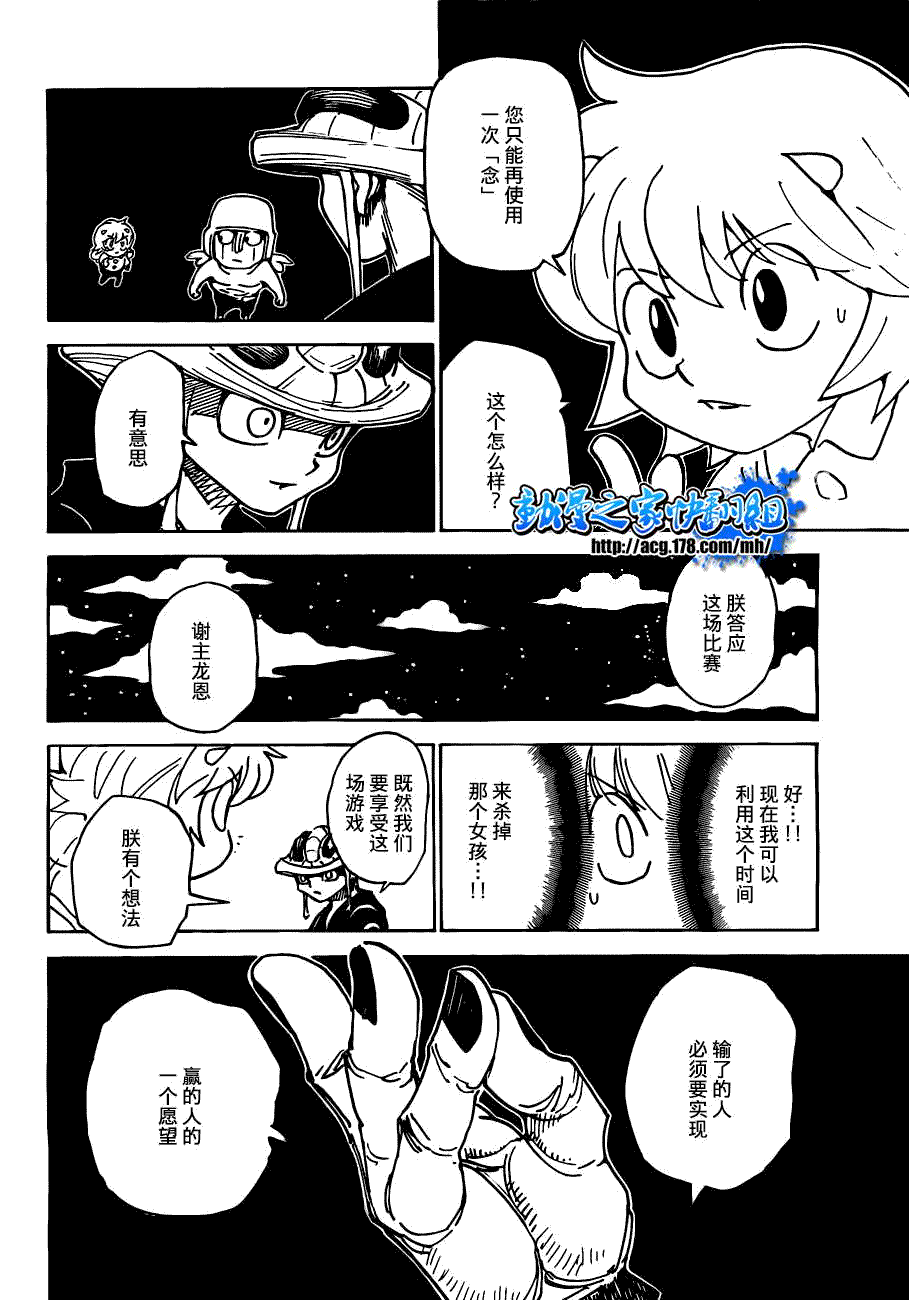 您只能再使用
一次「念」
这个怎么样？
有意思
動漫之家快翻組
http://acg.178.com/mh/
朕答应
这场比赛
谢主龙恩
好…!!
现在我可以
利用这个时间
来杀掉
那个女孩…!!
既然我们
要享受这
场游戏
朕有个想法
输了的人
必须要实现
赢的人的
一个愿望